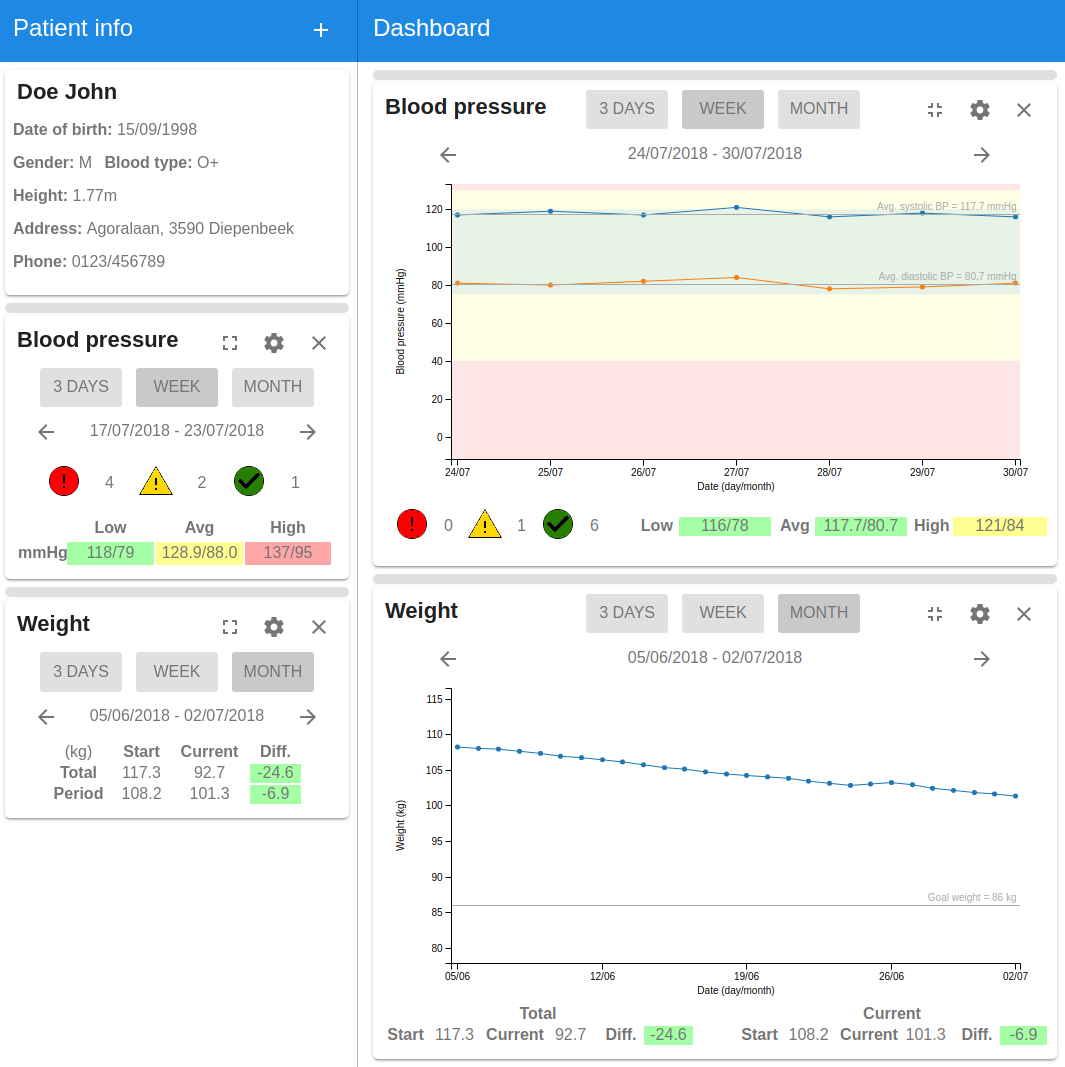 Patient info +
Doe John
Date of birth: 15/09/1998
Gender: M Blood type: O+
Height: 1.77m
Address: Agoralaan, 3590 Diepenbeek
Phone: 0123/456789
Blood pressure
3 DAYS WEEK MONTH
17/07/2018 - 23/07/2018
! 4 ! 2 1
Low Avg High
mmHg 118/79 128.9/88.0 137/95
Weight
3 DAYS WEEK MONTH
05/06/2018 - 02/07/2018
(kg) Start Current Diff.
Total 117.3 92.7 -24.6
Period 108.2 101.3 -6.9
Dashboard
Blood pressure 3 DAYS WEEK MONTH
24/07/2018 - 30/07/2018
Blood pressure (mmHg)
120
100
80
60
40
20
0
Avg. systolic BP = 117.7 mmHg
Avg. diastolic BP = 80.7 mmHg
24/07 25/07 26/07 27/07 28/07 29/07 30/07
Date (day/month)
! 0 ! 1 6 Low 116/78 Avg 117.7/80.7 High 121/84
Weight 3 DAYS WEEK MONTH
05/06/2018 - 02/07/2018
Weight (kg)
115
110
105
100
95
90
85
80
Goal weight = 86 kg
05/06 12/06 19/06 26/06 02/07
Date (day/month)
Total Current
Start 117.3 Current 92.7 Diff. -24.6 Start 108.2 Current 101.3 Diff. -6.9